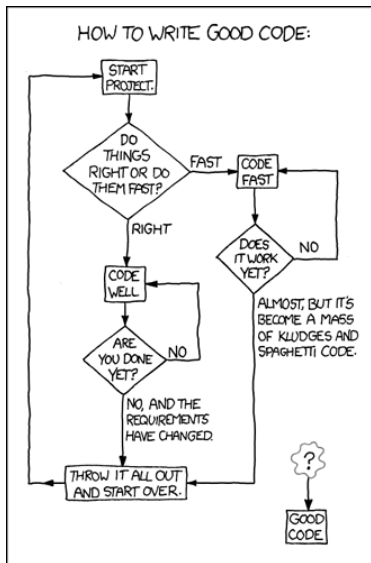 HOW TO WRITE GOOD CODE:
START
PROJECT.
DO
THINGS
RIGHT OR DO
THEM FAST?
FAST
CODE
FAST
RIGHT
DOES
IT WORK
YET?
NO
CODE
WELL
ALMOST, BUT IT'S
BECOME A MASS
OF KLUDGES AND
SPAGHETTI CODE.
ARE
YOU DONE
YET?
NO
NO, AND THE
REQUIREMENTS
HAVE CHANGED.
THROW IT ALL OUT
AND START OVER.
?
GOOD
CODE